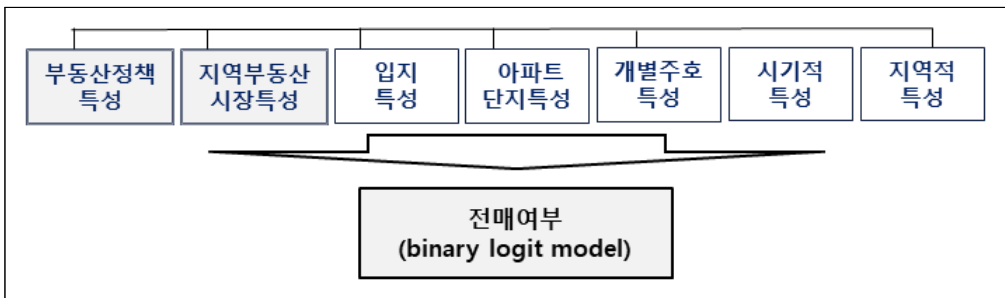 부동산정책
특성
지역부동산
시장특성
입지
특성
아파트
단지특성
개별주호
특성
시기적
특성
지역적
특성
전매여부
(binary logit model)